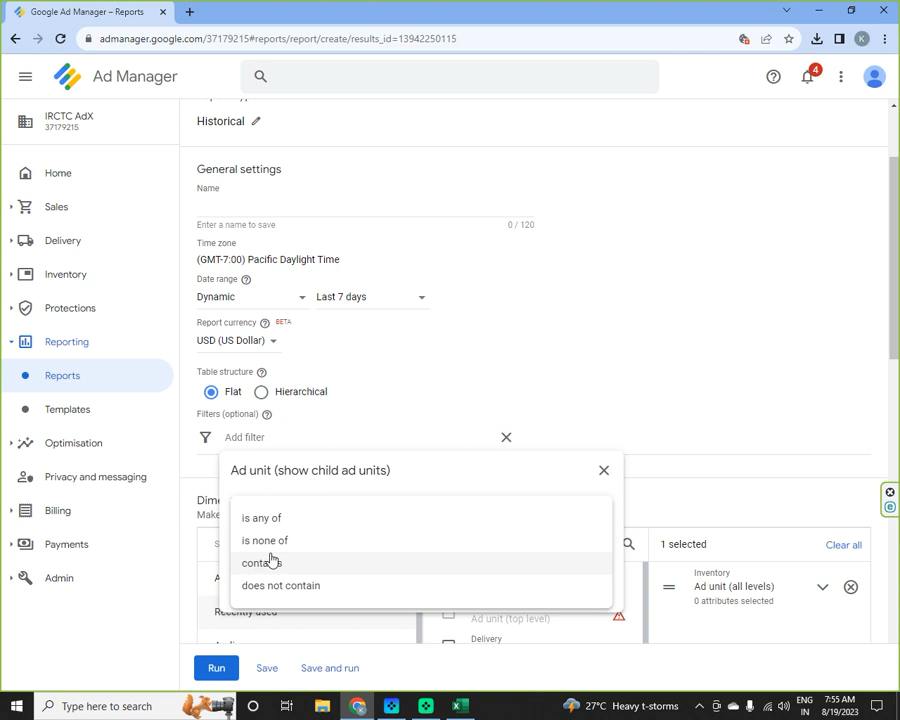 Google Ad Manager – Reports
admanager.google.com/37179215#reports/report/create/results_id=13942250115
Ad Manager
4
IRCTC AdX
37179215
Historical
Home
Sales
Delivery
Inventory
Protections
Reporting
Reports
Templates
Optimisation
Privacy and messaging
Billing
Payments
Admin
General settings
Name
Enter a name to save
0 / 120
Time zone
(GMT-7:00) Pacific Daylight Time
Date range
Dynamic
Last 7 days
Report currency
BETA
USD (US Dollar)
Table structure
Flat
Hierarchical
Filters (optional)
Add filter
Ad unit (show child ad units)
is any of
is none of
contains
does not contain
1 selected
Clear all
Inventory
Ad unit (all levels)
0 attributes selected
Recently used
Ad unit (top level)
Delivery
Run
Save
Save and run
Type here to search
27°C Heavy t-storms
ENG
IN
7:55 AM
8/19/2023